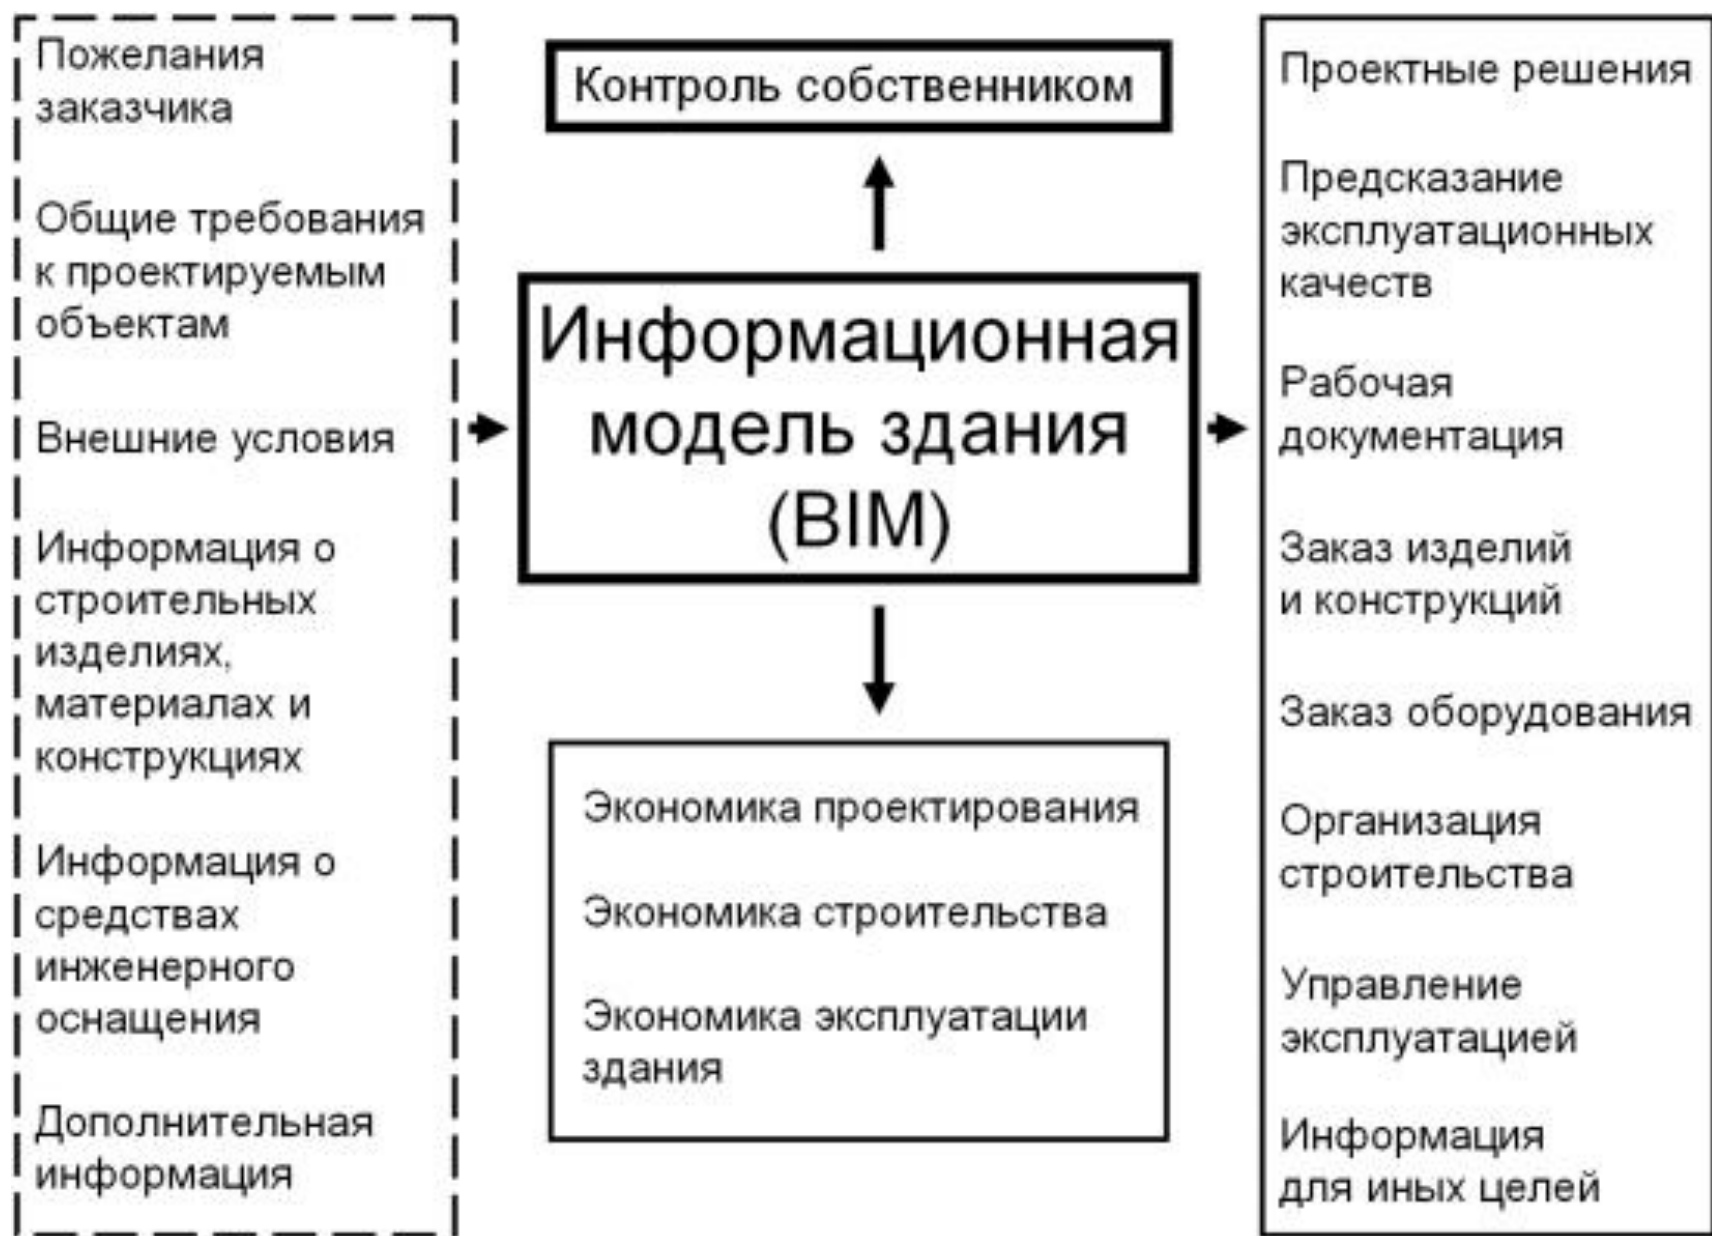 Пожелания
заказчика
Общие требования
к проектируемым
объектам
Внешние условия
Информация о
строительных
изделиях,
материалах и
конструкциях
Информация о
средствах
инженерного
оснащения
Дополнительная
информация
Контроль собственником
Информационная
модель здания
(BIM)
Экономика проектирования
Экономика строительства
Экономика эксплуатации
здания
Проектные решения
Предсказание
эксплуатационных
качеств
Рабочая
документация
Заказ изделий
и конструкций
Заказ оборудования
Организация
строительства
Управление
эксплуатацией
Информация
для иных целей